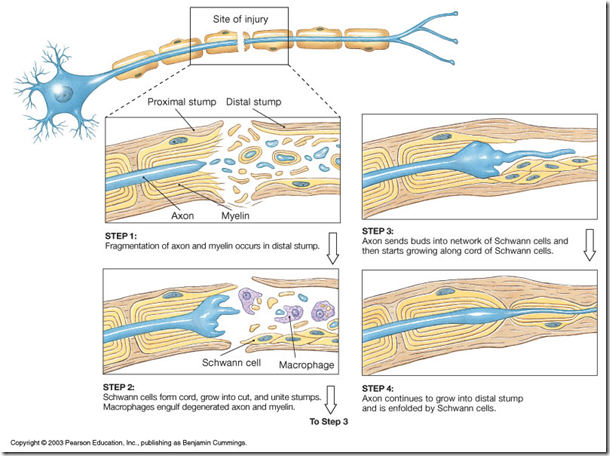 Site of injury
Proximal stump
Distal stump
Axon
Myelin
STEP 1:
Fragmentation of axon and myelin occurs in distal stump.
Schwann cell
Macrophage
STEP 2:
Schwann cells form cord, grow into cut, and unite stumps.
Macrophages engulf degenerated axon and myelin.
To Step 3
STEP 3:
Axon sends buds into network of Schwann cells and
then starts growing along cord of Schwann cells.
STEP 4:
Axon continues to grow into distal stump
and is enfolded by Schwann cells.
Copyright © 2003 Pearson Education, Inc., publishing as Benjamin Cummings.